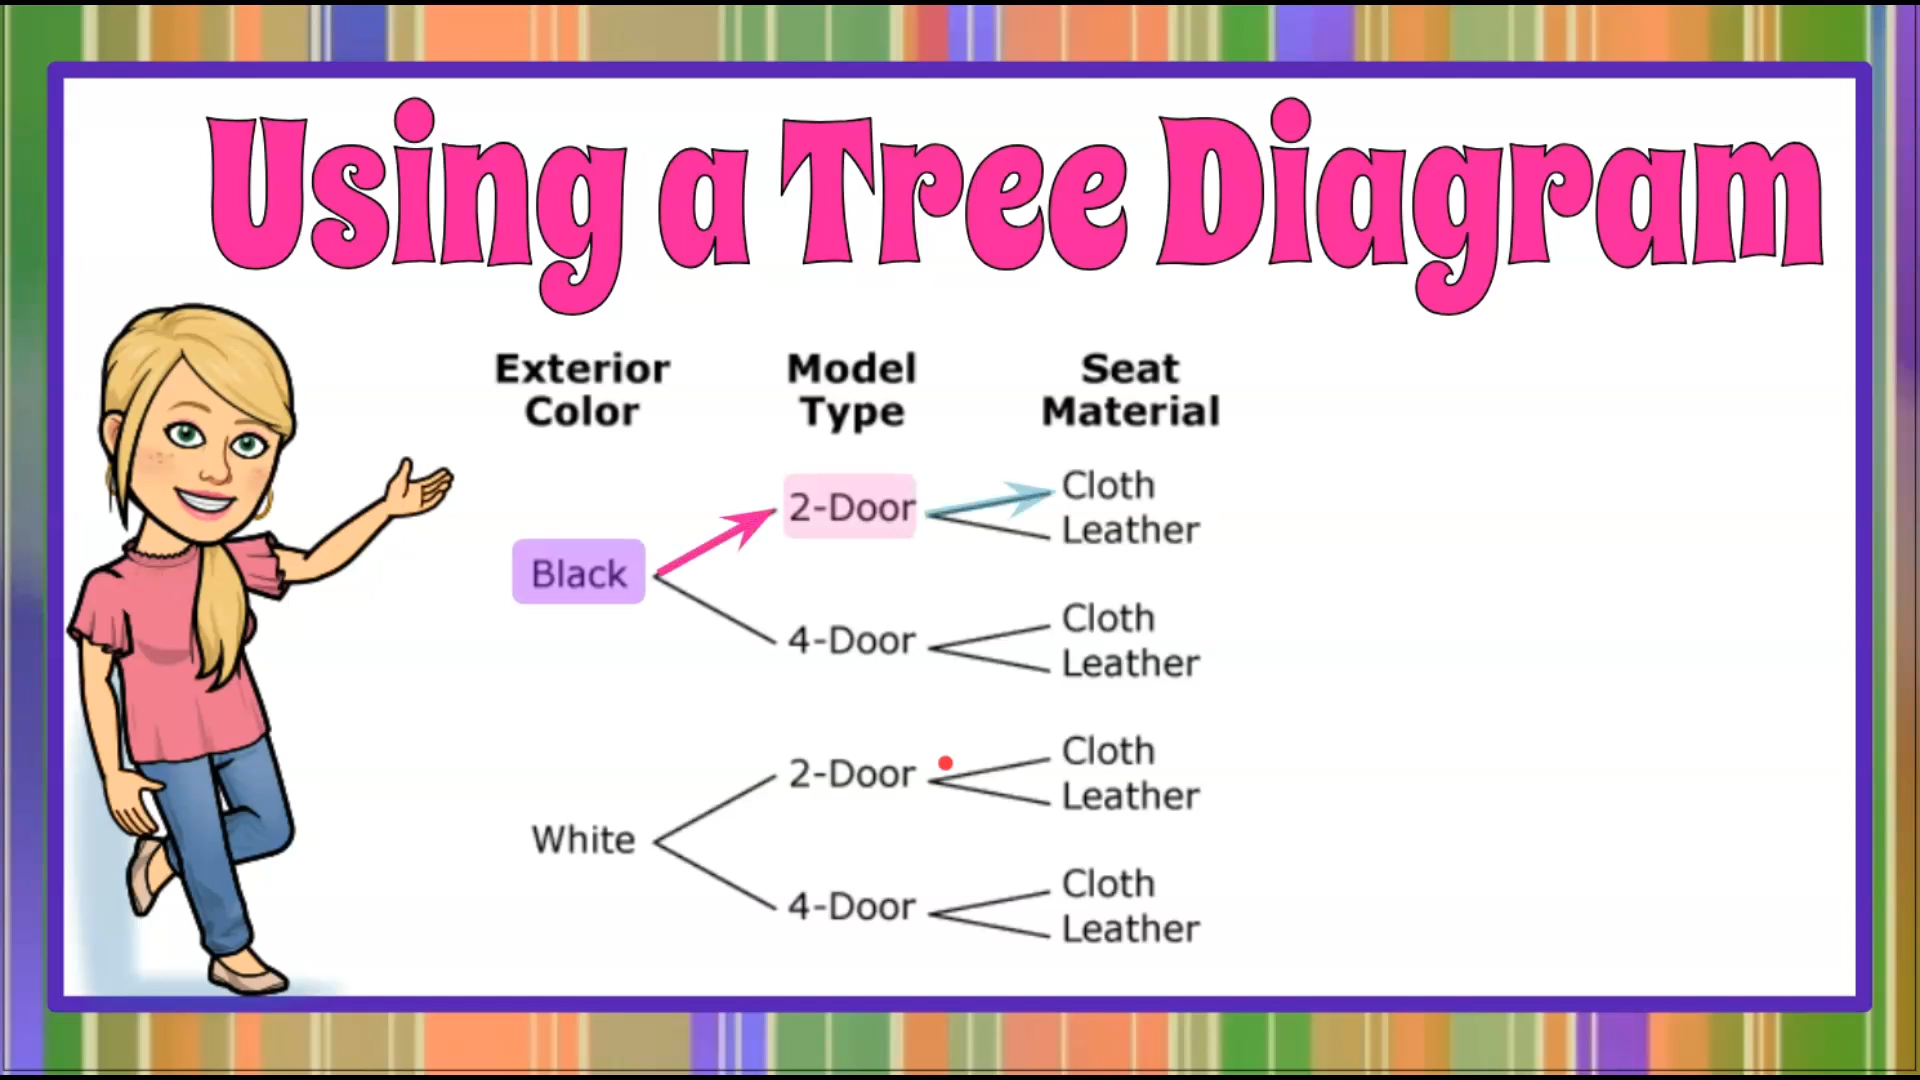 Using a Tree Diagram
Exterior Color
Model Type
Seat Material
Black
2-Door
Cloth
Leather
4-Door
Cloth
Leather
White
2-Door
Cloth
Leather
4-Door
Cloth
Leather